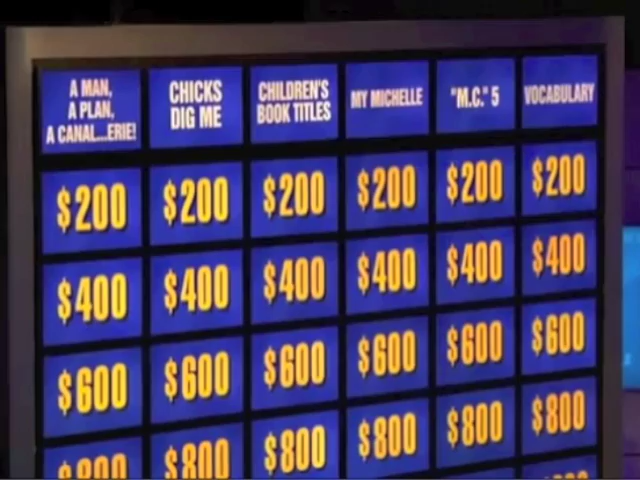 A MAN,
A PLAN,
A CANAL...ERIE!
CHICKS
DIG ME
CHILDREN'S
BOOK TITLES
MY MICHELLE
"M.C." 5
VOCABULARY
$200 $200 $200 $200 $200 $200
$400 $400 $400 $400 $400 $400
$600 $600 $600 $600 $600 $600
$800 $800 $800 $800 $800 $800